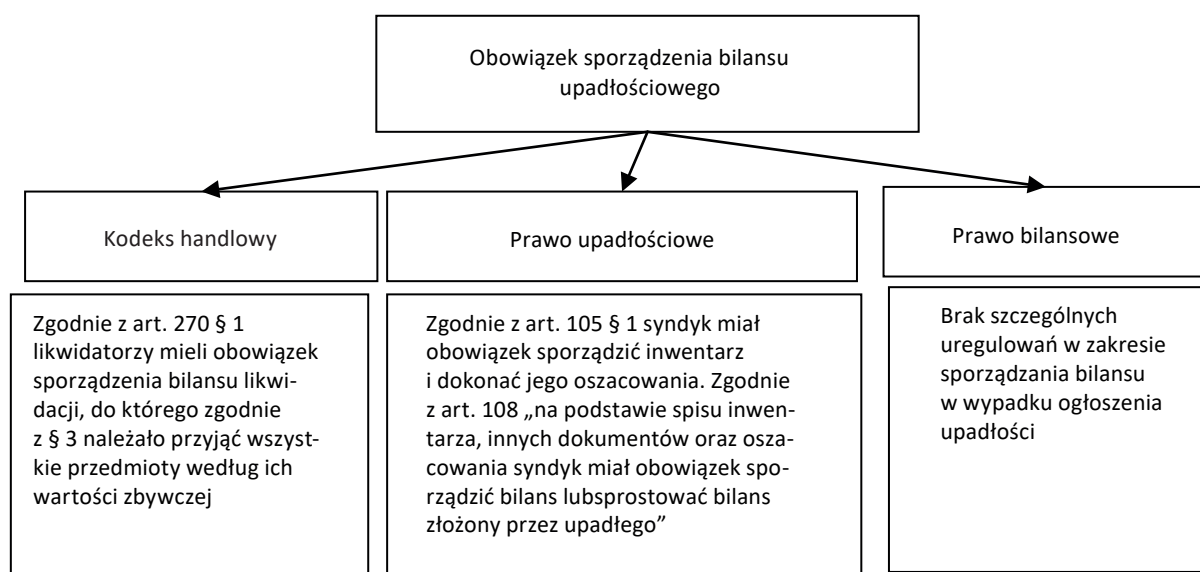 Obowiązek sporządzenia bilansu
upadłościowego
Kodeks handlowy
Prawo upadłościowe
Prawo bilansowe
Zgodnie z art. 270 § 1
likwidatorzy mieli obowiązek
sporządzenia bilansu likwi-
dacji, do którego zgodnie
z § 3 należało przyjąć wszyst-
kie przedmioty według ich
wartości zbywczej
Zgodnie z art. 105 § 1 syndyk miał
obowiązek sporządzić inwentarz
i dokonać jego oszacowania. Zgodnie
z art. 108 „na podstawie spisu inwen-
tarza, innych dokumentów oraz osza-
cowania syndyk miał obowiązek spo-
rządzić bilans lubsprostować bilans
złożony przez upadłego”
Brak szczególnych
uregulowań w zakresie
sporządzania bilansu
w wypadku ogłoszenia
upadłości